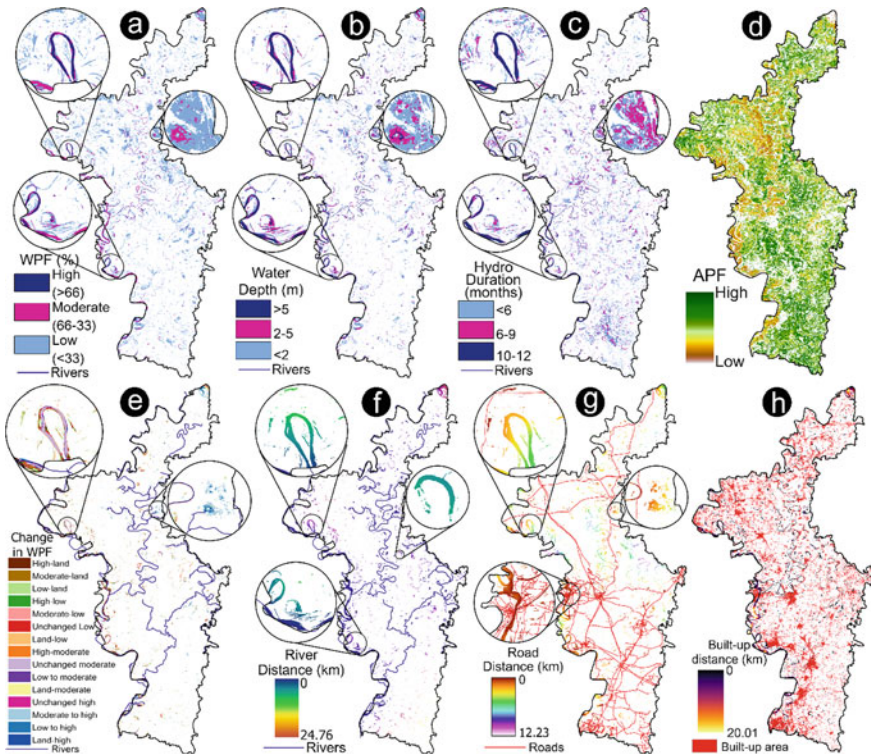 a
b
c
d
WPF (%)
High
(>66)
Moderate
(66-33)
Low
(<33)
Rivers
Water
Depth (m)
>5
2-5
<2
Rivers
Hydro
Duration
(months)
<6
6-9
10-12
Rivers
APF
High
Low
e
f
g
h
Change
in WPF
High-land
Moderate-land
Low-land
High-low
Moderate-low
Unchanged Low
Land-low
High-moderate
Unchanged moderate
Low to moderate
Land-moderate
Unchanged high
Moderate to high
Low to high
Land-high
Rivers
River
Distance (km)
0
24.76
Rivers
Road
Distance (km)
0
12.23
Roads
Built-up
distance (km)
0
20.01
Built-up area